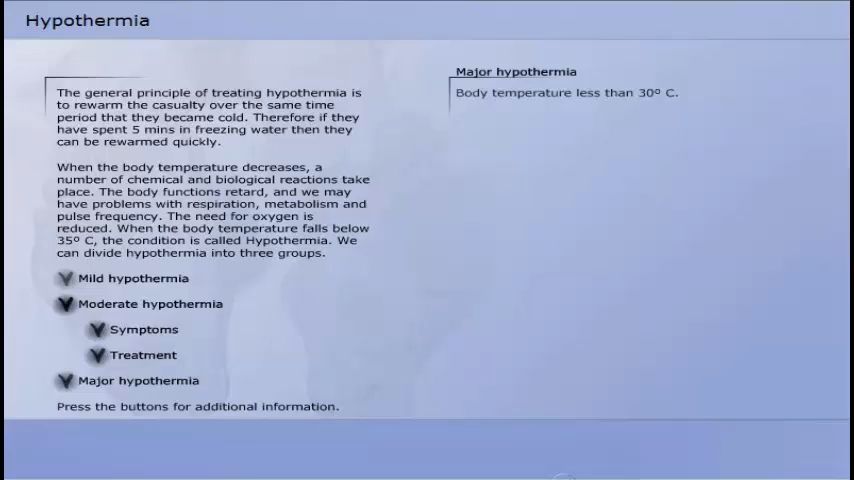 Hypothermia
The general principle of treating hypothermia is
to rewarm the casualty over the same time
period that they became cold. Therefore if they
have spent 5 mins in freezing water then they
can be rewarmed quickly.
When the body temperature decreases, a
number of chemical and biological reactions take
place. The body functions retard, and we may
have problems with respiration, metabolism and
pulse frequency. The need for oxygen is
reduced. When the body temperature falls below
35º C, the condition is called Hypothermia. We
can divide hypothermia into three groups.
Mild hypothermia
Moderate hypothermia
Symptoms
Treatment
Major hypothermia
Press the buttons for additional information.
Major hypothermia
Body temperature less than 30º C.